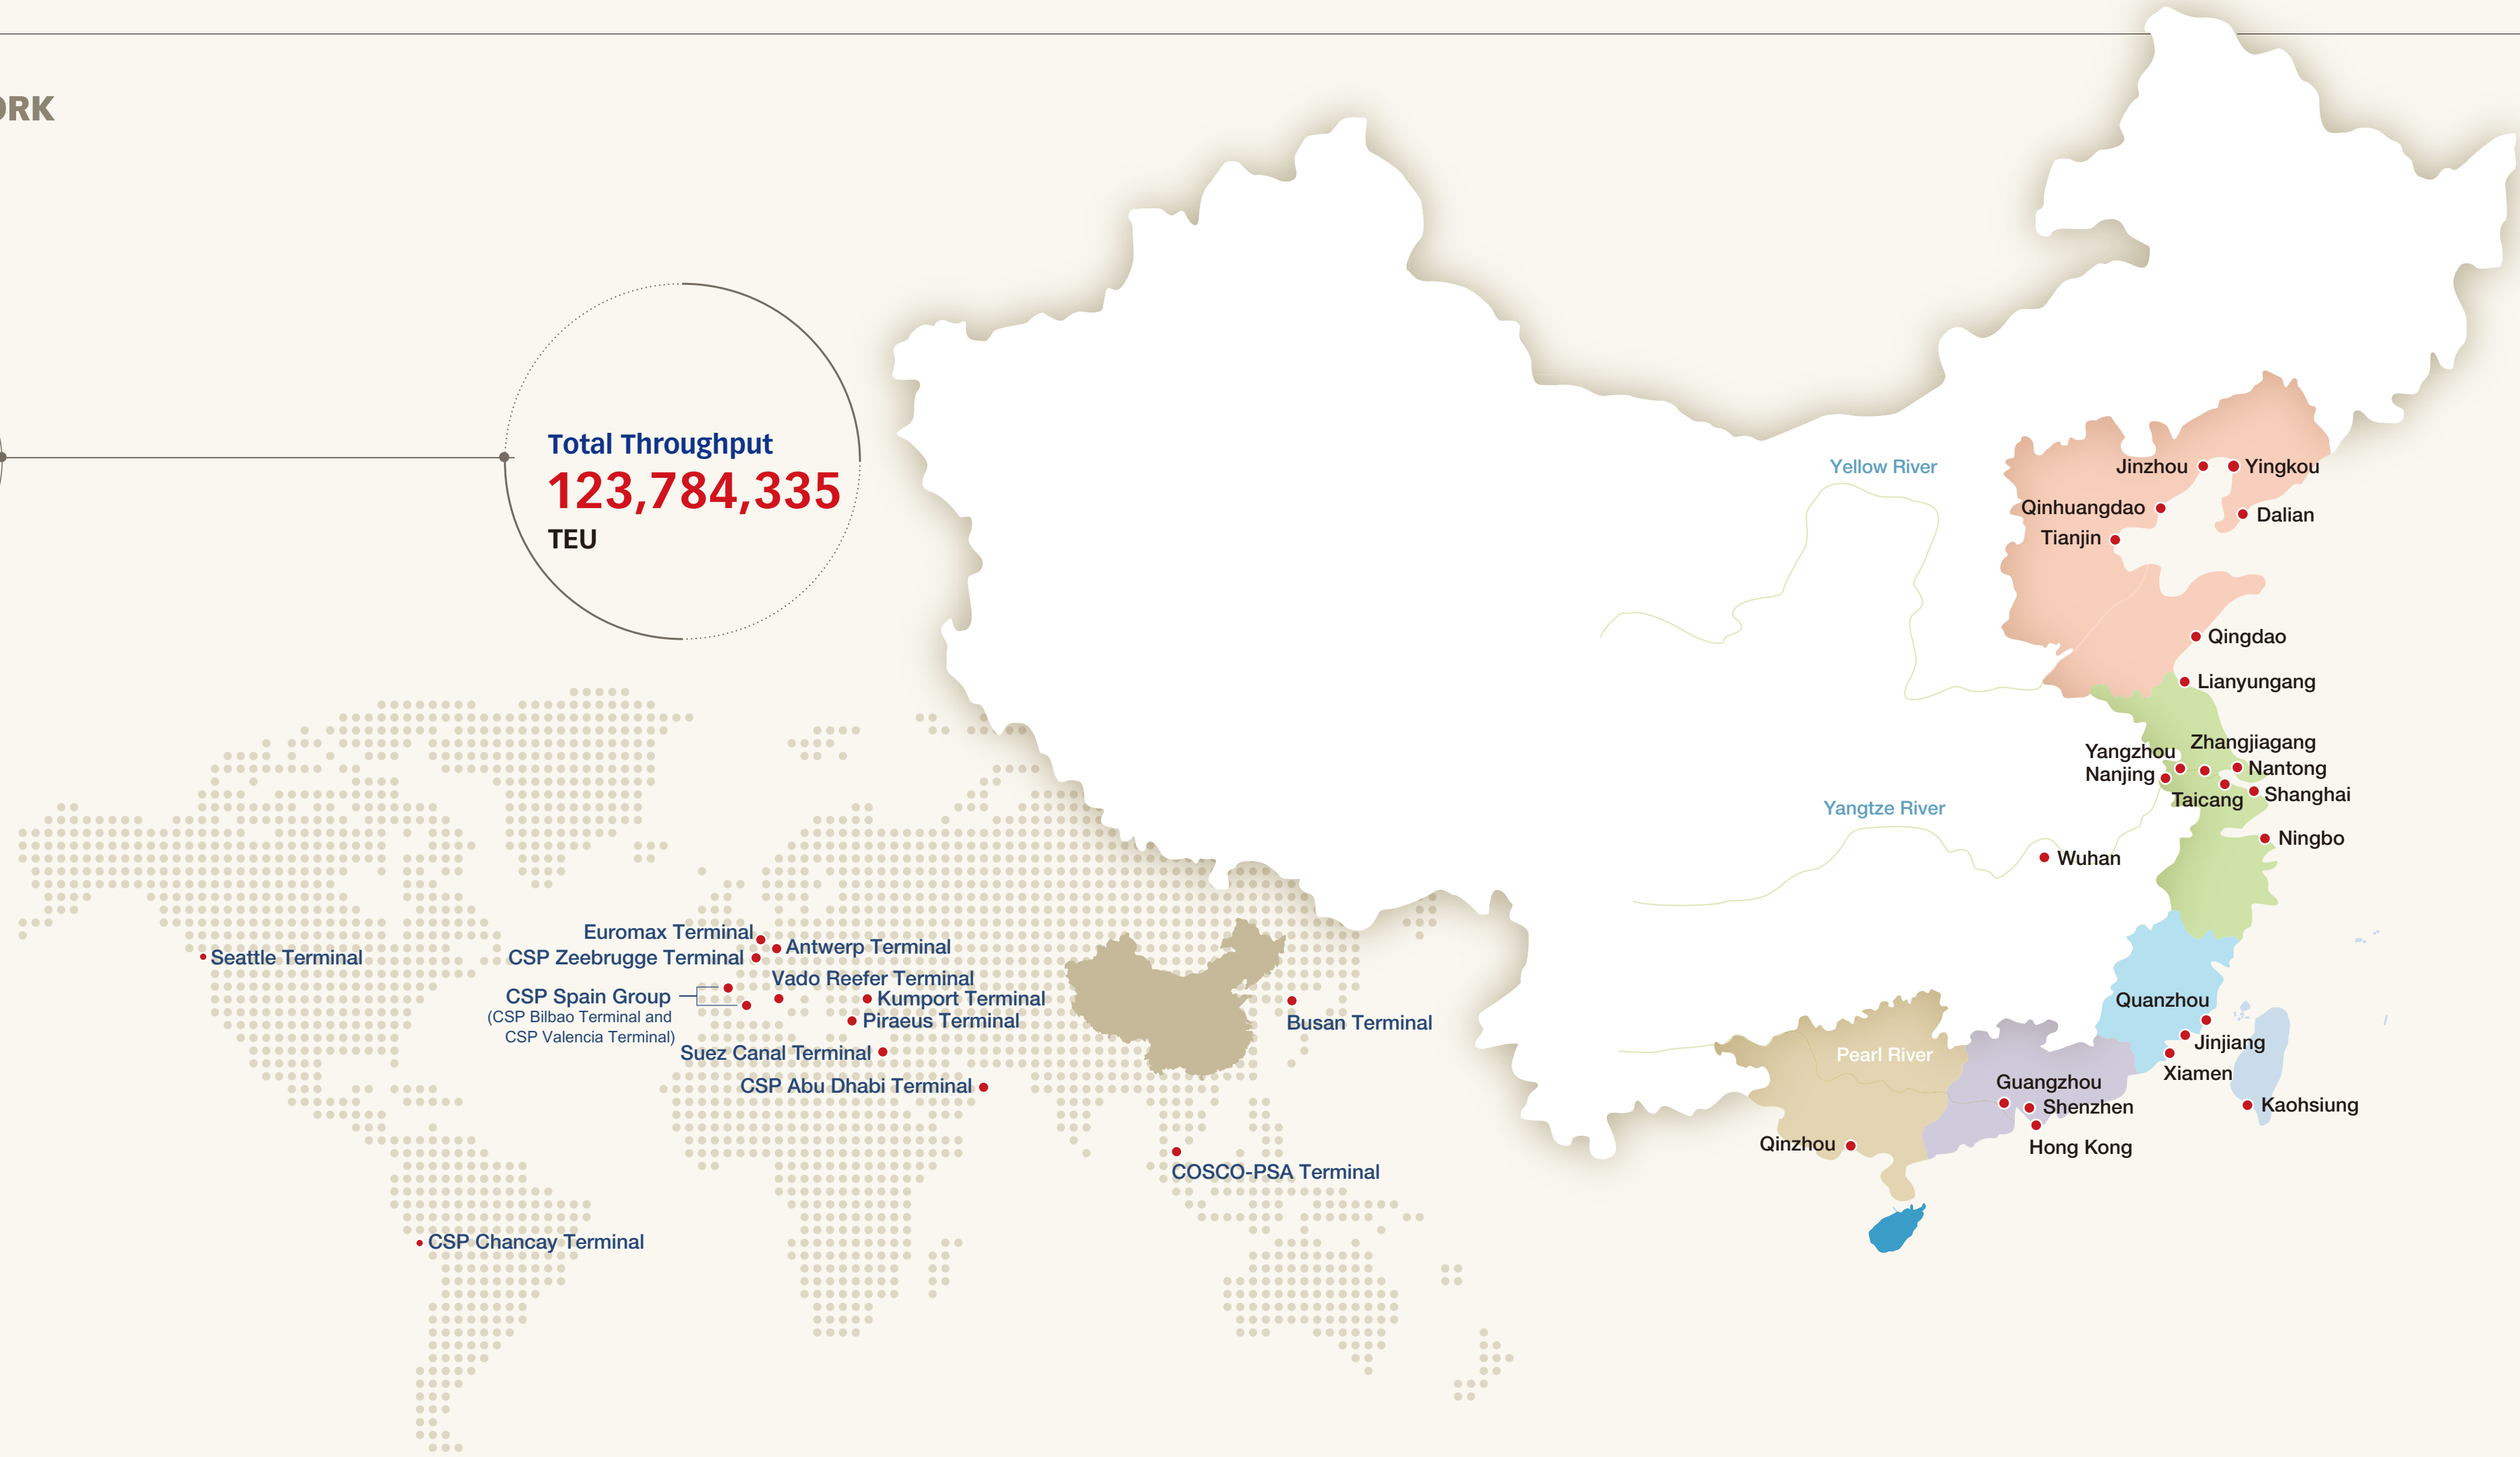 ORK
Total Throughput
123,784,335
TEU
Yellow River
Jinzhou
Yingkou
Qinhuangdao
Dalian
Tianjin
Qingdao
Lianyungang
Zhangjiagang
Yangzhou
Nantong
Nanjing
Taicang
Shanghai
Yangtze River
Ningbo
Wuhan
Euromax Terminal
Antwerp Terminal
Seattle Terminal
CSP Zeebrugge Terminal
Vado Reefer Terminal
CSP Spain Group
(CSP Bilbao Terminal and
CSP Valencia Terminal)
Kumport Terminal
Piraeus Terminal
Busan Terminal
Suez Canal Terminal
CSP Abu Dhabi Terminal
COSCO-PSA Terminal
CSP Chancay Terminal
Quanzhou
Jinjiang
Pearl River
Xiamen
Guangzhou
Shenzhen
Kaohsiung
Qinzhou
Hong Kong